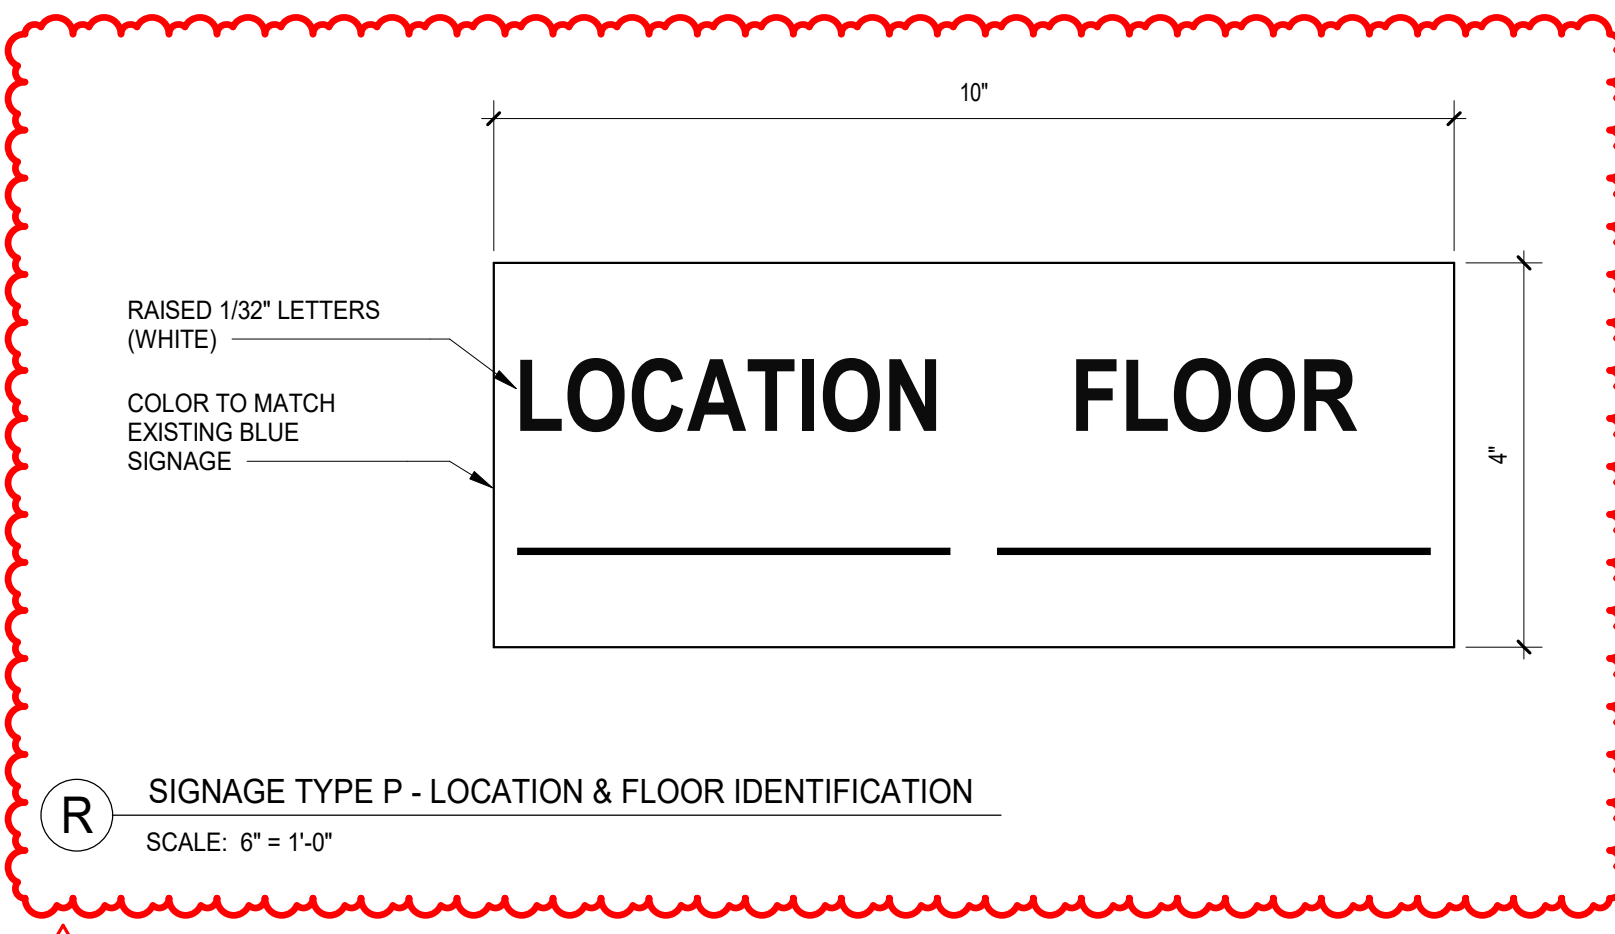 10"
RAISED 1/32" LETTERS
(WHITE)
COLOR TO MATCH
EXISTING BLUE
SIGNAGE
LOCATION FLOOR
4"
R
SIGNAGE TYPE P - LOCATION & FLOOR IDENTIFICATION
SCALE: 6" = 1'-0"